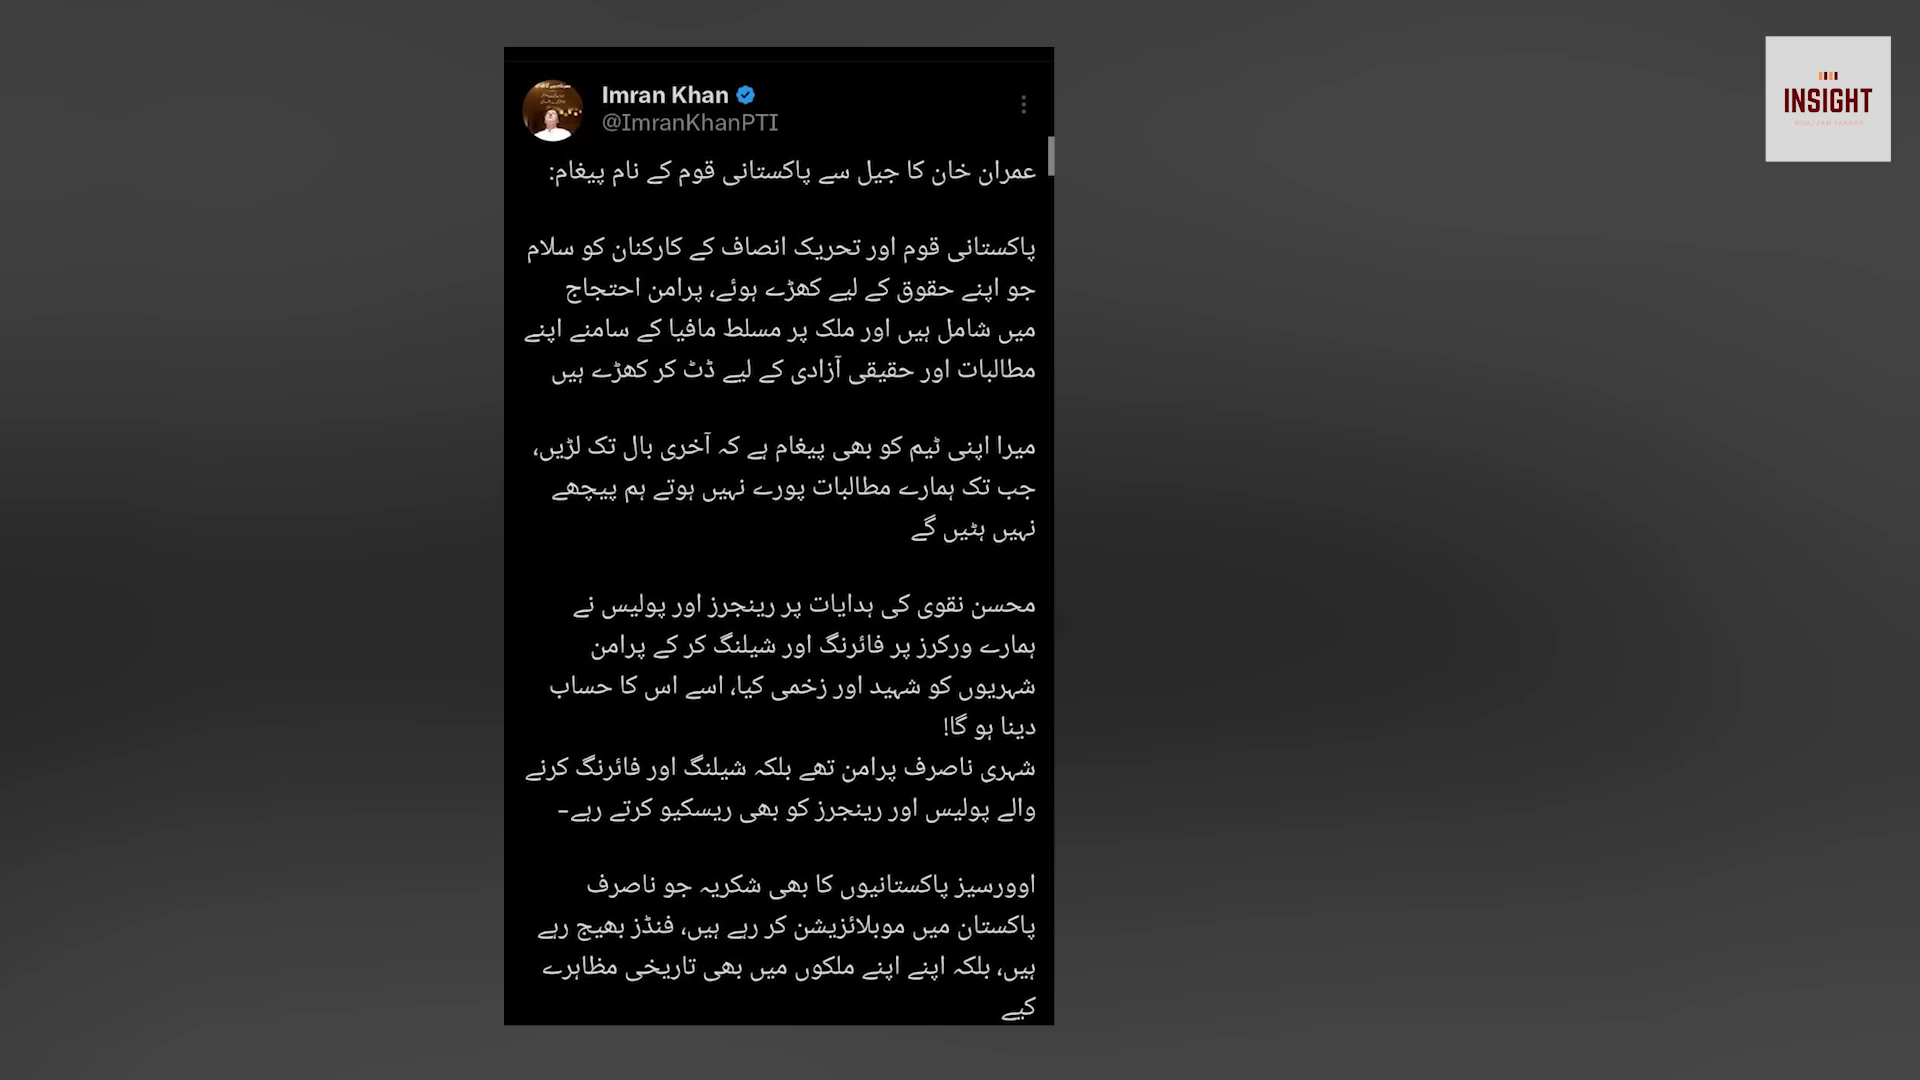 Imran Khan
@ImranKhanPTI
عمران خان کا جیل سے پاکستانی قوم کے نام پیغام:
پاکستانی قوم اور تحریک انصاف کے کارکنان کو سلام
جو اپنے حقوق کے لیے کھڑے ہوئے، پرامن احتجاج
میں شامل ہیں اور ملک پر مسلط مافیا کے سامنے اپنے
مطالبات اور حقیقی آزادی کے لیے ڈٹ کر کھڑے ہیں
میرا اپنی ٹیم کو بھی پیغام ہے کہ آخری بال تک لڑیں،
جب تک ہمارے مطالبات پورے نہیں ہوتے ہم پیچھے
نہیں ہٹیں گے
محسن نقوی کی ہدایات پر رینجرز اور پولیس نے
ہمارے ورکرز پر فائرنگ اور شیلنگ کر کے پرامن
شہریوں کو شہید اور زخمی کیا، اسے اس کا حساب
دینا ہو گا!
شہری ناصرف پرامن تھے بلکہ شیلنگ اور فائرنگ کرنے
والے پولیس اور رینجرز کو بھی ریسکیو کرتے رہے-
اوورسیز پاکستانیوں کا بھی شکریہ جو ناصرف
پاکستان میں موبلائزیشن کر رہے ہیں، فنڈز بھیج رہے
ہیں، بلکہ اپنے اپنے ملکوں میں بھی تاریخی مظاہرے
کیے
INSIGHT